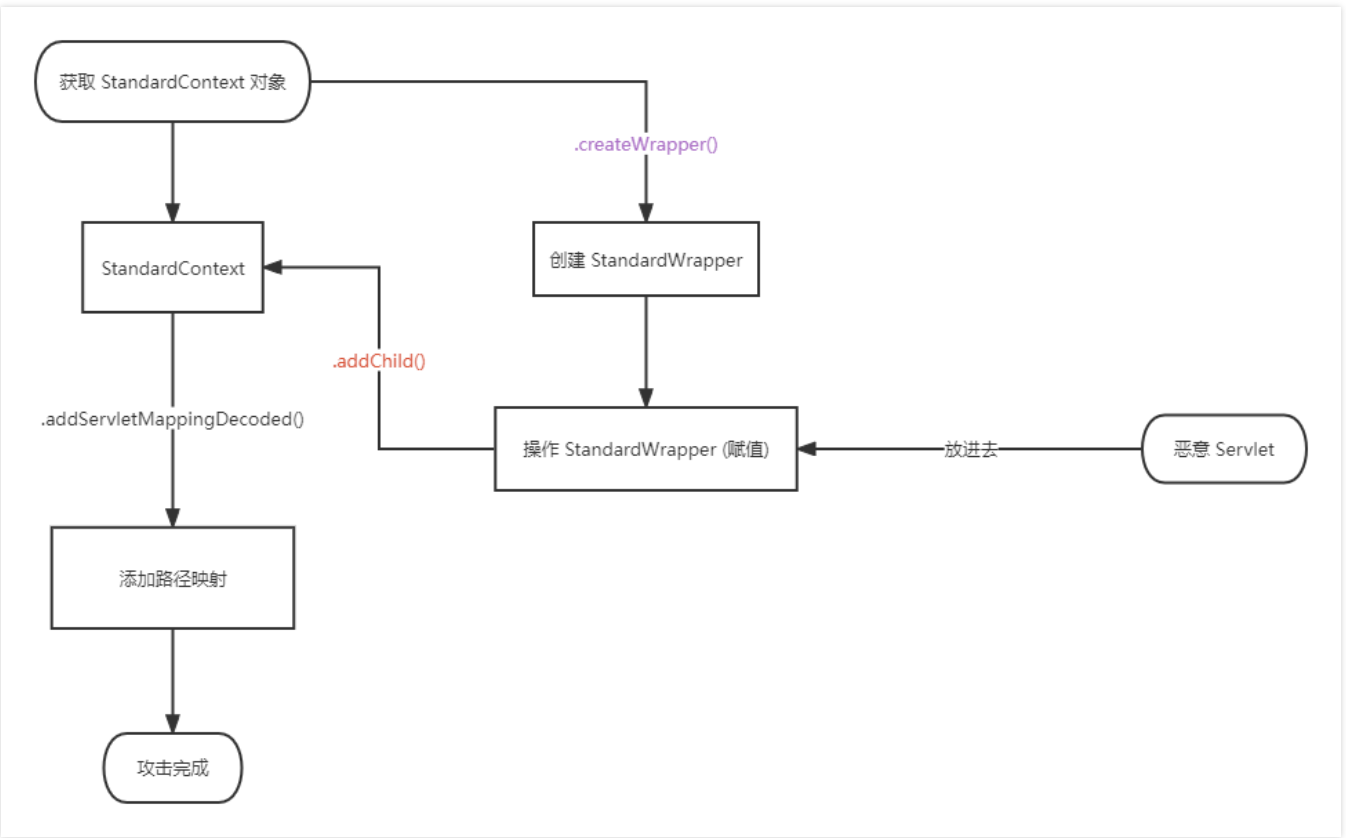 获取 StandardContext 对象
.createWrapper()
StandardContext
创建 StandardWrapper
.addChild()
.addServletMappingDecoded()
操作 StandardWrapper (赋值)
放进去
恶意 Servlet
添加路径映射
攻击完成